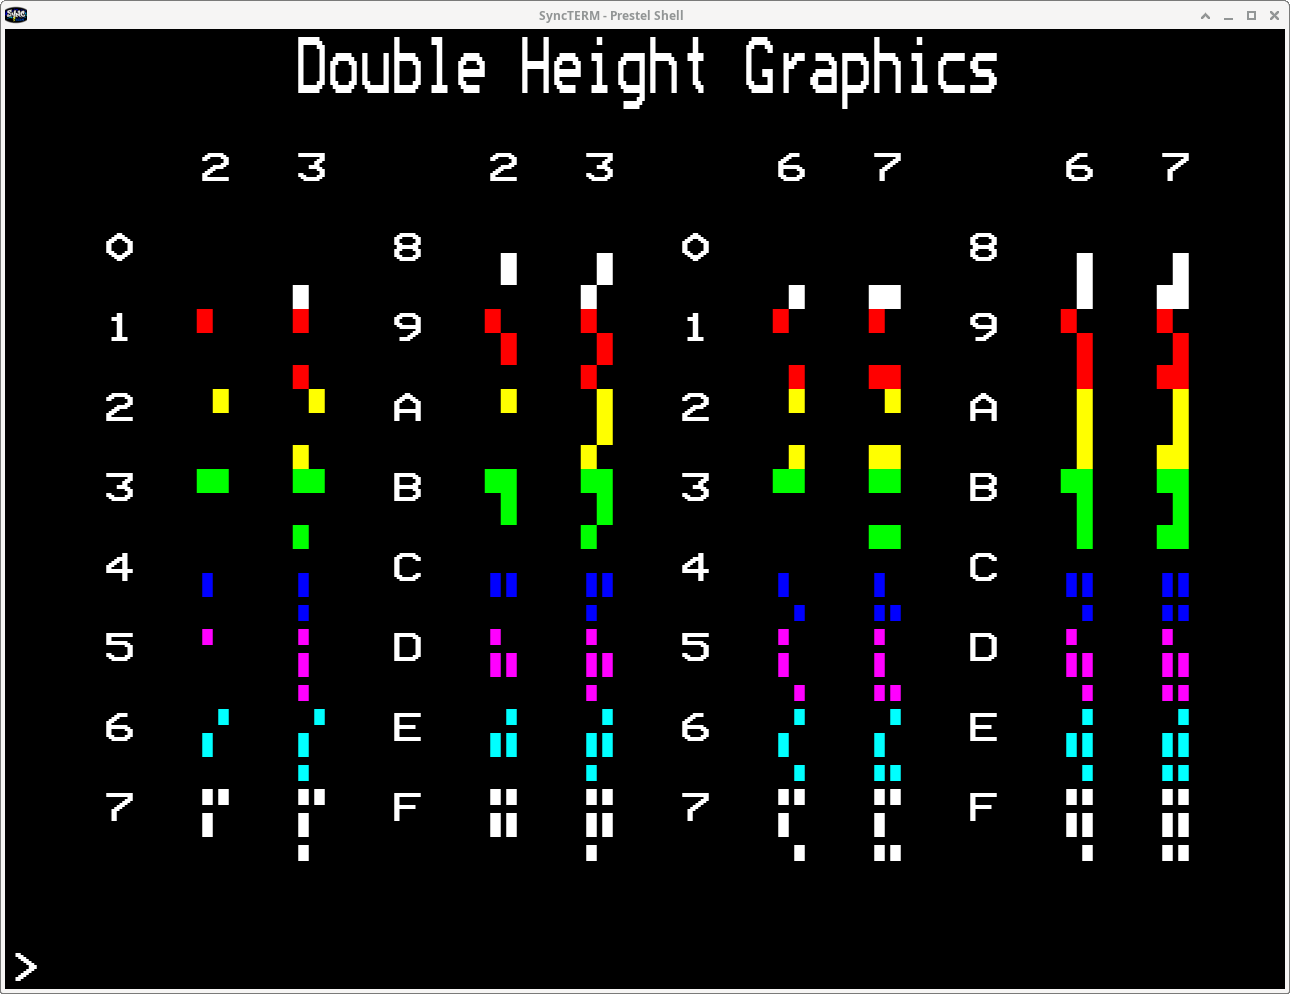 SyncTERM - Prestel Shell
Double Height Graphics
2 3 2 3 6 7 6 7
0 8 0 8
1 9 1 9
2 A 2 A
3 B 3 B
4 C 4 C
5 D 5 D
6 E 6 E
7 F 7 F
>